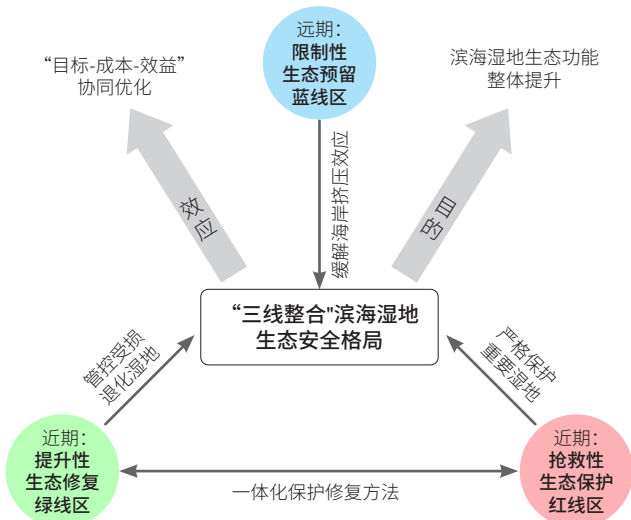 远期：
限制性
生态预留
蓝线区
“目标-成本-效益”
协同优化
滨海湿地生态功能
整体提升
效应
目的
缓解海岸挤压效应
“三线整合"滨海湿地
生态安全格局
管控受损
退化湿地
严格保护
重要湿地
近期：
提升性
生态修复
绿线区
一体化保护修复方法
近期：
抢救性
生态保护
红线区